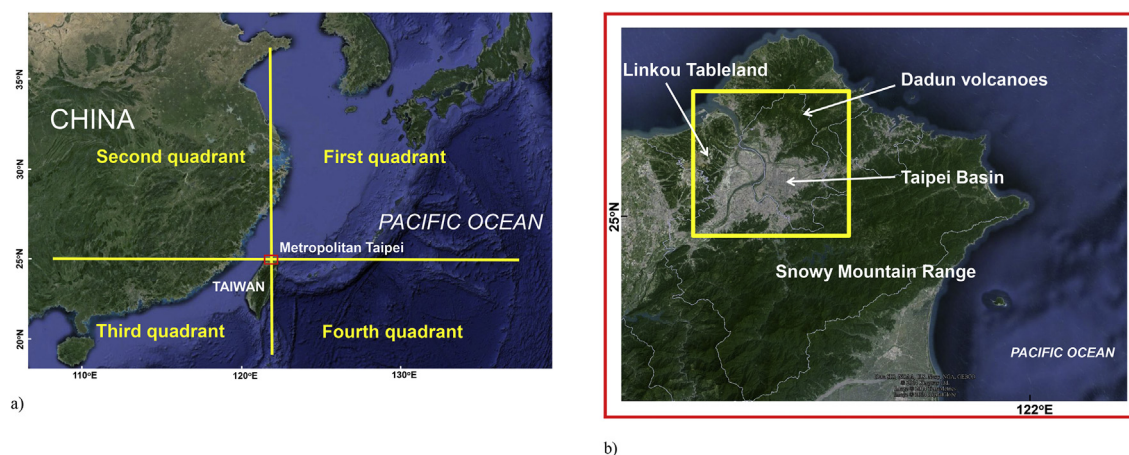 35°N
CHINA
Second quadrant
First quadrant
30°N
PACIFIC OCEAN
Metropolitan Taipei
25°N
TAIWAN
Third quadrant
Fourth quadrant
20°N
110°E
120°E
130°E
a)
Linkou Tableland
Dadun volcanoes
Taipei Basin
25°N
Snowy Mountain Range
PACIFIC OCEAN
122°E
b)